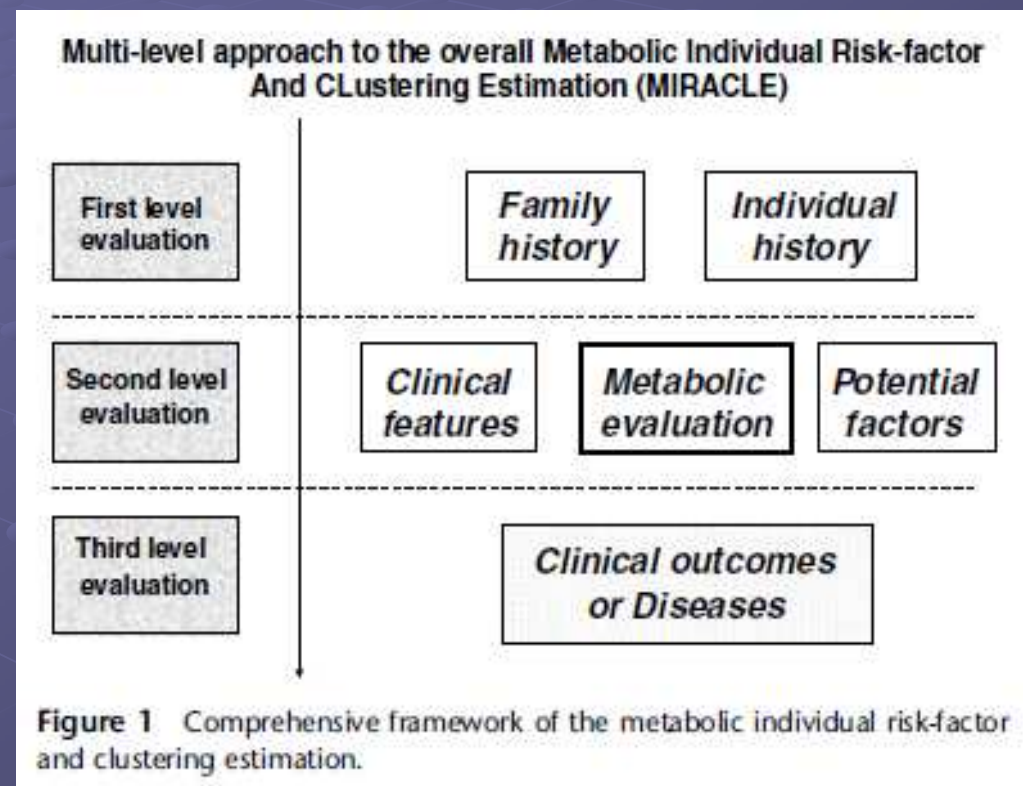 Multi-level approach to the overall Metabolic Individual Risk-factor
And CLustering Estimation (MIRACLE)
First level
evaluation
Family
history
Individual
history
Second level
evaluation
Clinical
features
Metabolic
evaluation
Potential
factors
Third level
evaluation
Clinical outcomes
or Diseases
Figure 1 Comprehensive framework of the metabolic individual risk-factor
and clustering estimation.